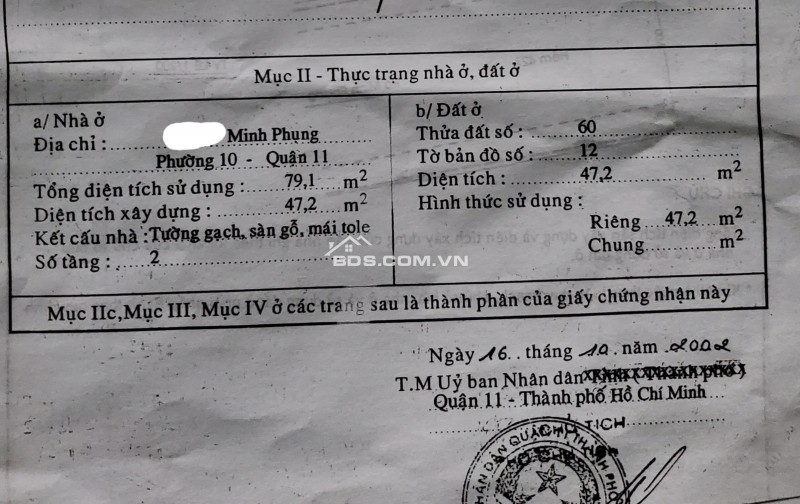 Mục II - Thực trạng nhà ở, đất ở
a/ Nhà ở
Địa chỉ : Minh Phụng
Phường 10 - Quận 11
Tổng diện tích sử dụng : 79,1 m2
Diện tích xây dựng : 47,2 m2
Kết cấu nhà : Tường gạch, sàn gỗ, mái tole
Số tầng : 2
b/ Đất ở
Thửa đất số : 60
Tờ bản đồ số : 12
Diện tích : 47,2 m2
Hình thức sử dụng :
Riêng 47,2 m2
Chung m2
BDS.COM.VN
Mục IIc,Mục III, Mục IV ở các trang sau là thành phần của giấy chứng nhận này
Ngày 16 tháng 10 năm 2002
T.M Uỷ ban Nhân dân Tỉnh ( Thành phố )
Quận 11 - Thành phố Hồ Chí Minh
TỊCH